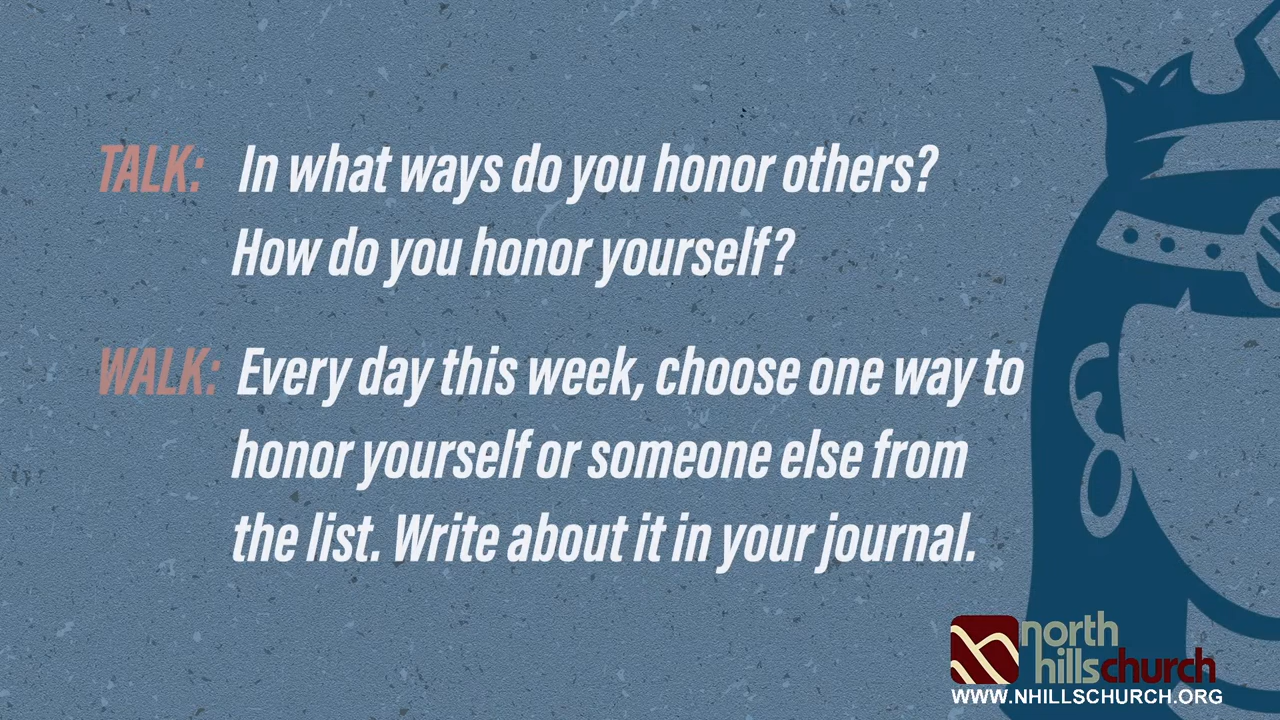 TALK: In what ways do you honor others?
How do you honor yourself?
WALK: Every day this week, choose one way to
honor yourself or someone else from
the list. Write about it in your journal.
north
hillschurch
WWW.NHILLSCHURCH.ORG